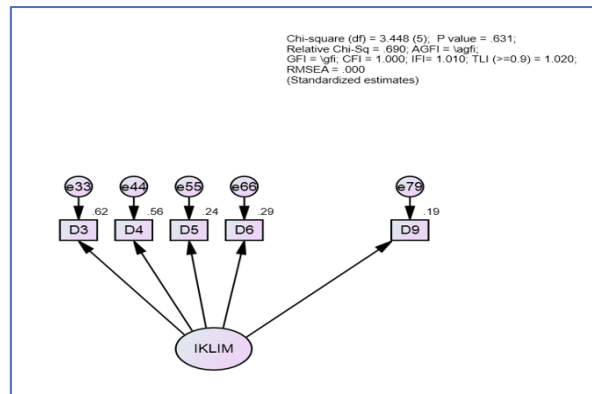 Chi-square (df) = 3.448 (5);  P value = .631;
Relative Chi-Sq = .690; AGFI = \agfi;
GFI = \gfi; CFI = 1.000; IFI= 1.010; TLI (>=0.9) = 1.020;
RMSEA = .000
(Standardized estimates)
e33 e44 e55 e66 e79
.62 .56 .24 .29 .19
D3 D4 D5 D6 D9
IKLIM